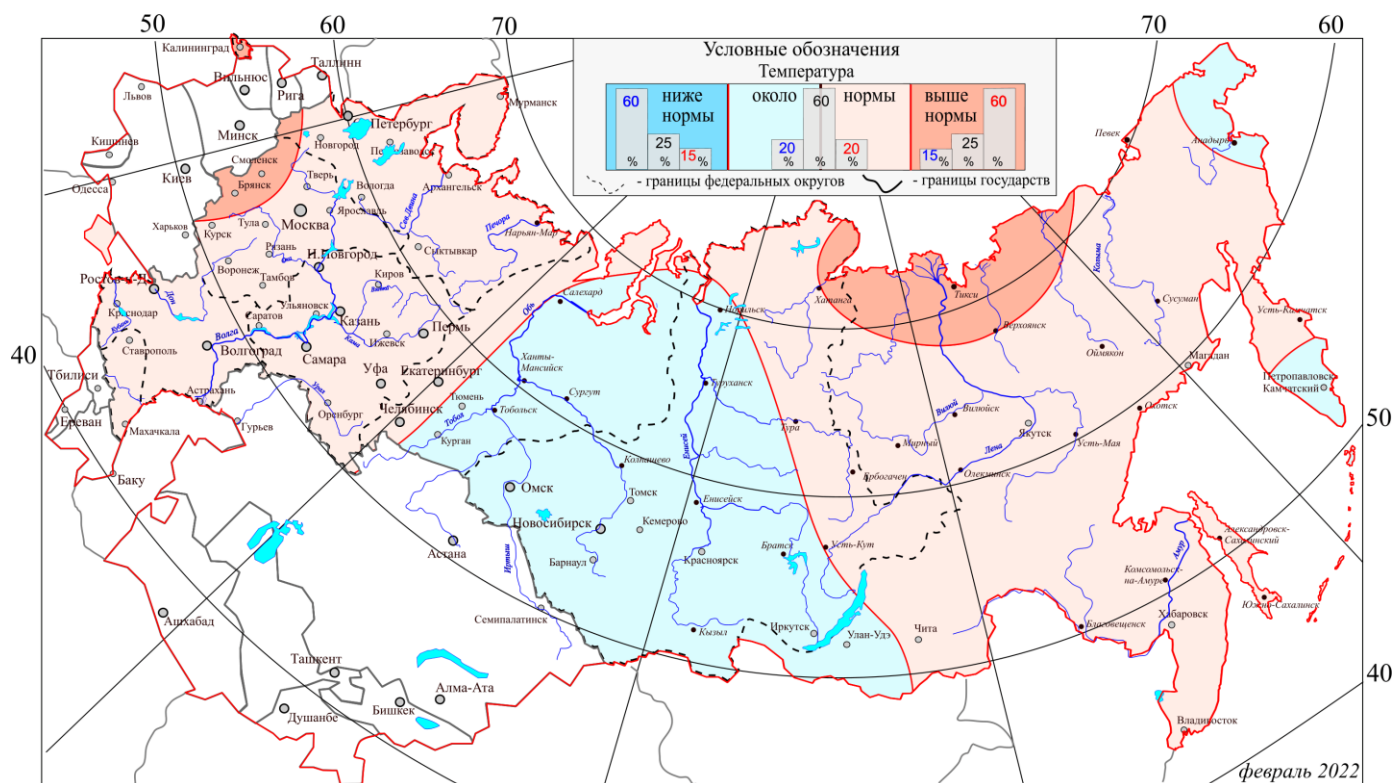 50
60
70
70
60
Условные обозначения
Температура
60
%
25
%
15
%
ниже
нормы
около
20
%
60
%
20
%
нормы
выше
нормы
15
%
25
%
60
%
- границы федеральных округов
- границы государств
Калининград
Таллинн
Вильнюс
Рига
Львов
Мурманск
Петербург
Минск
Новгород
Кишинев
Смоленск
Певек
Анадырь
Одесса
Киев
Брянск
Тверь
Вологда
Архангельск
Москва
Ярославль
Сев.Двина
Печора
Нарьян-Мар
Харьков
Курск
Тула
Рязань
Ока
Н.Новгород
Сыктывкар
Воронеж
Тамбов
Киров
Вятка
Ростов-н-Д
Дон
Ульяновск
Казань
Краснодар
Кубань
Саратов
Кама
Пермь
Ставрополь
Волга
Волгоград
Самара
Ижевск
40
Тбилиси
Уфа
Екатеринбург
Астрахань
Урал
Оренбург
Челябинск
Тюмень
Ереван
Махачкала
Гурьев
Курган
Тобол
Тобольск
Баку
Салехард
Обь
Норильск
Хатанга
Тикси
Верхоянск
Колыма
Сусуман
Усть-Камчатск
Оймякон
Магадан
Петропавловск-
Камчатский
Ханты-
Мансийск
Сургут
Туруханск
Енисей
Тура
Вилюй
Вилюйск
Мирный
Лена
Якутск
Усть-Мая
Охотск
50
Колпашево
Ербогачен
Олекминск
Омск
Томск
Енисейск
Новосибирск
Кемерово
Астана
Иртыш
Барнаул
Красноярск
Братск
Усть-Кут
Александровск-
Сахалинский
Амур
Комсомольск-
на-Амуре
Южно-Сахалинск
Семипалатинск
Кызыл
Иркутск
Улан-Удэ
Чита
Благовещенск
Хабаровск
Ашхабад
Ташкент
40
Душанбе
Бишкек
Алма-Ата
Владивосток
февраль 2022